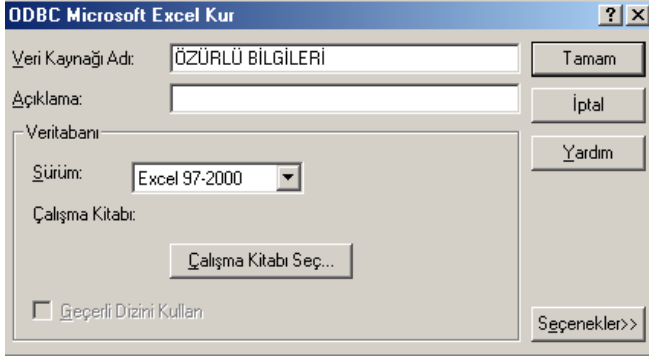 ODBC Microsoft Excel Kur
Veri Kaynağı Adı: ÖZÜRLÜ BİLGİLERİ
Tamam
Açıklama:
İptal
Veritabanı
Yardım
Sürüm: Excel 97-2000
Çalışma Kitabı:
Çalışma Kitabı Seç...
Geçerli Dizini Kullan
Seçenekler>>